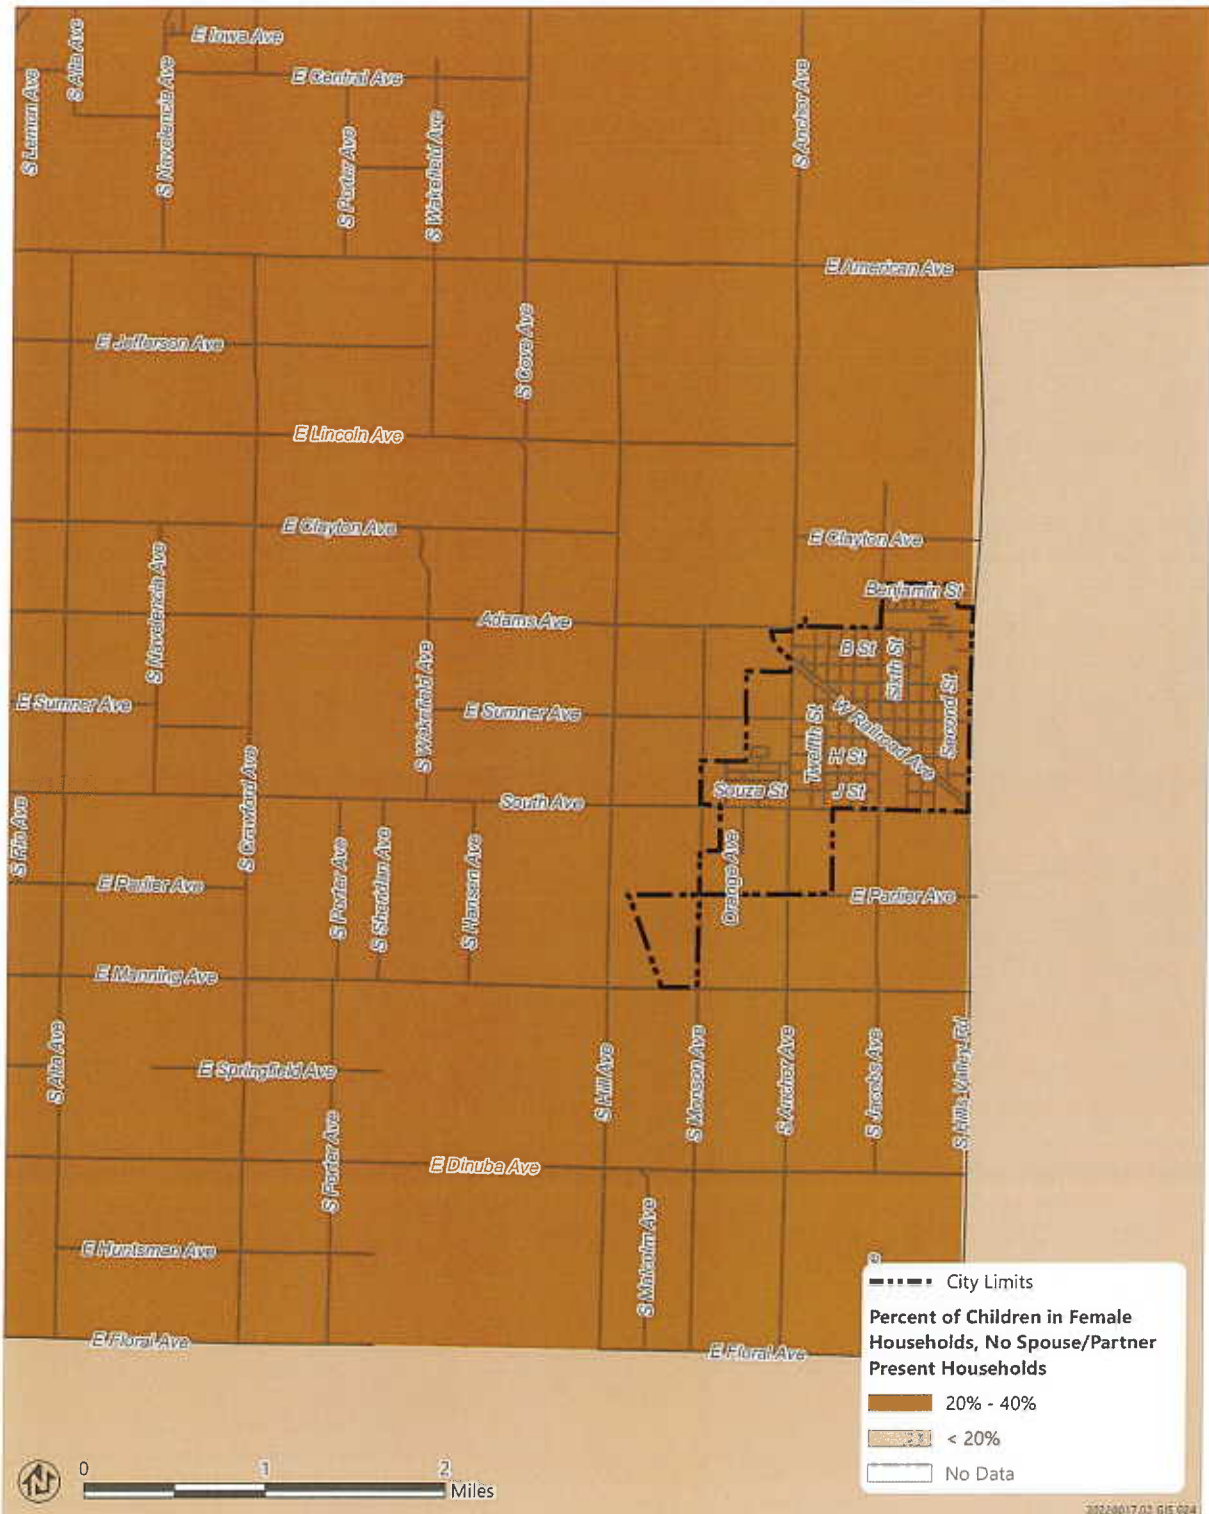 E Iowa Ave
S Alta Ave
E Central Ave
S Lemon Ave
S Navelencia Ave
S Porter Ave
S Wakefield Ave
S Anchor Ave
E American Ave
E Jefferson Ave
S Cove Ave
E Lincoln Ave
E Clayton Ave
E Clayton Ave
Benjamin St
S Navelencia Ave
Adams Ave
B St
Sixth St
S Wakefield Ave
Second St
E Sumner Ave
E Sumner Ave
W Railroad Ave
Twelfth St
H St
S Crawford Ave
Souza St
J St
South Ave
S Rio Ave
S Porter Ave
S Sheridan Ave
S Hansen Ave
Orange Ave
E Parlier Ave
E Parlier Ave
E Manning Ave
S Alta Ave
E Springfield Ave
S Hill Ave
S Monson Ave
S Anchor Ave
S Jacobs Ave
S Hills Valley Rd
S Porter Ave
E Dinuba Ave
S Malcolm Ave
E Huntsman Ave
E Floral Ave
E Floral Ave
e
City Limits
Percent of Children in Female
Households, No Spouse/Partner
Present Households
20% - 40%
< 20%
No Data
0 1 2
Miles